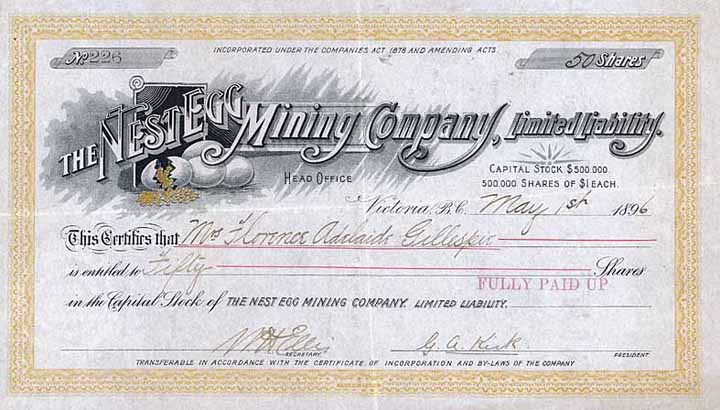 INCORPORATED UNDER THE COMPANIES ACT 1878 AND AMENDING ACTS
No 226
50 Shares
THE NEST EGG Mining Company, Limited Liability.
CAPITAL STOCK $500.000.
HEAD OFFICE
500.000 SHARES OF $1 EACH.
Victoria, B.C. May 1st 1896
This Certifies that Mrs Florence Adelaide Gillespie
is entitled to Fifty Shares
FULLY PAID UP
in the Capital Stock of THE NEST EGG MINING COMPANY. LIMITED LIABILITY.
G. A. Kirk
SECRETARY
PRESIDENT
TRANSFERABLE IN ACCORDANCE WITH THE CERTIFICATE OF INCORPORATION AND BY-LAWS OF THE COMPANY